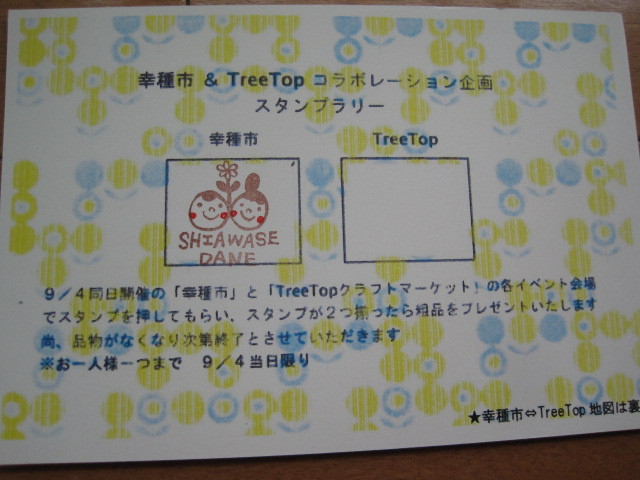 幸種市 & TreeTop コラボレーション企画
スタンプラリー
幸種市
TreeTop
SHIAWASE
DANE
9/4同日開催の「幸種市」と「TreeTopクラフトマーケット」の各イベント会場
でスタンプを押してもらい、スタンプが2つ揃ったら粗品をプレゼントいたします
尚、品物がなくなり次第終了とさせていただきます
※お一人様一つまで 9/4当日限り
★幸種市⇔TreeTop 地図は裏